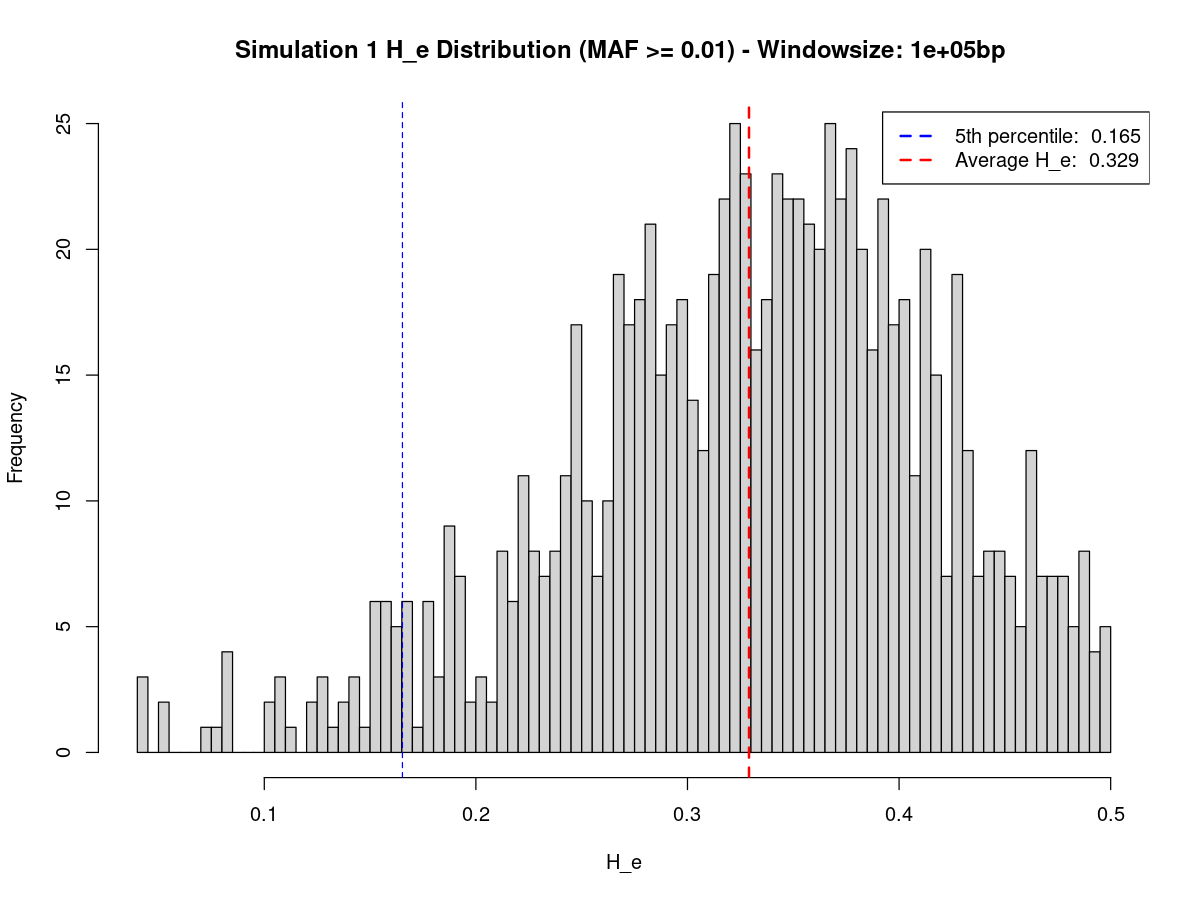 Simulation 1 H_e Distribution (MAF >= 0.01) - Windowsize: 1e+05bp
5th percentile: 0.165
Average H_e: 0.329
Frequency
25
20
15
10
5
0
0.1 0.2 0.3 0.4 0.5
H_e